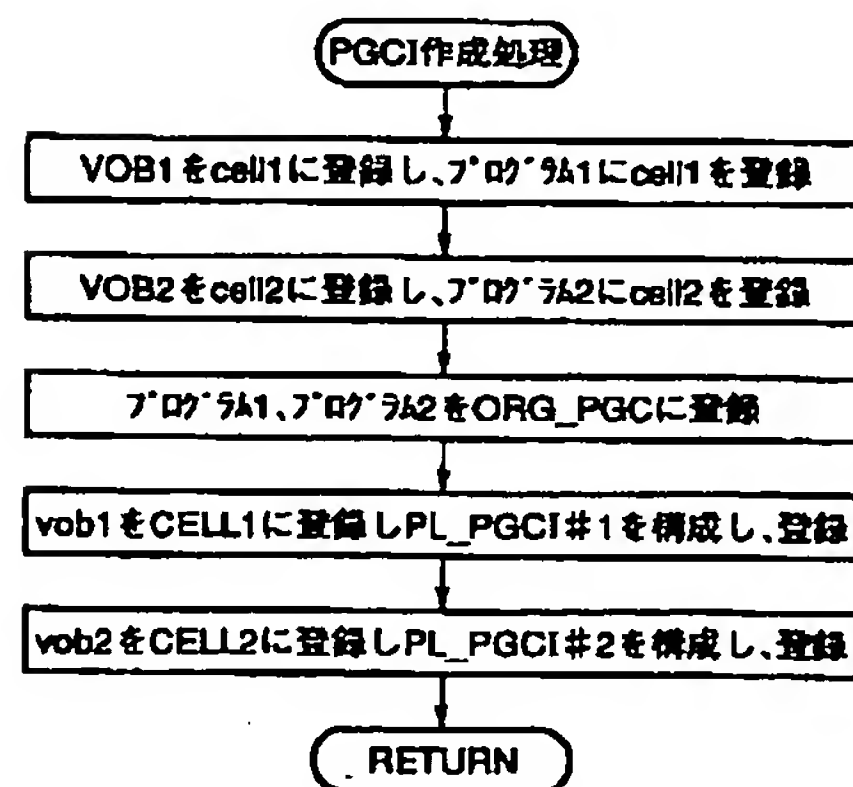 PGCI作成処理
VOB1をcell1に登録し、プログラム1にcell1を登録
VOB2をcell2に登録し、プログラム2にcell2を登録
プログラム1、プログラム2をORG_PGCに登録
vob1をCELL1に登録しPL_PGCI#1を構成し、登録
vob2をCELL2に登録しPL_PGCI#2を構成し、登録
RETURN